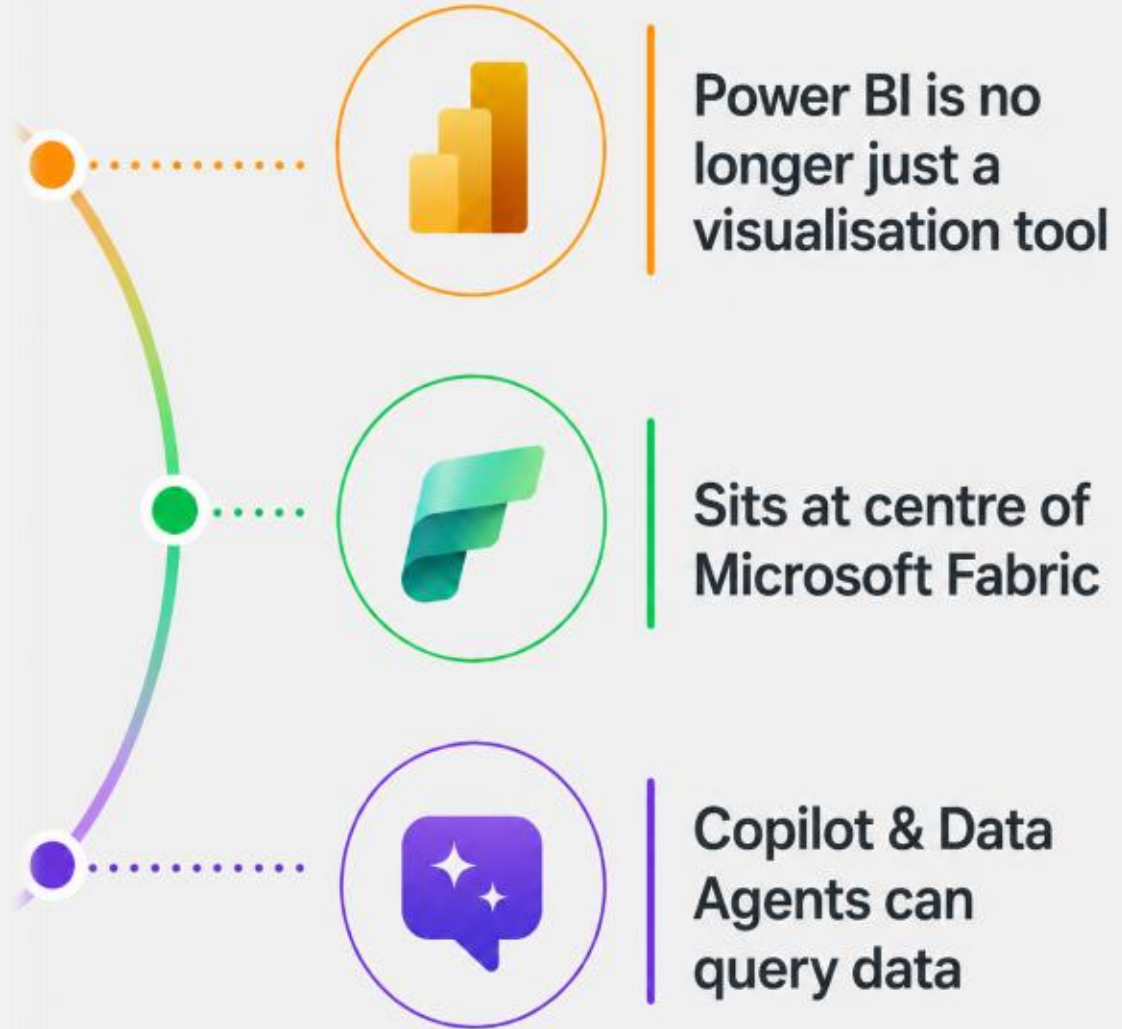 Power BI is no
longer just a
visualisation tool
Sits at centre of
Microsoft Fabric
Copilot & Data
Agents can
query data